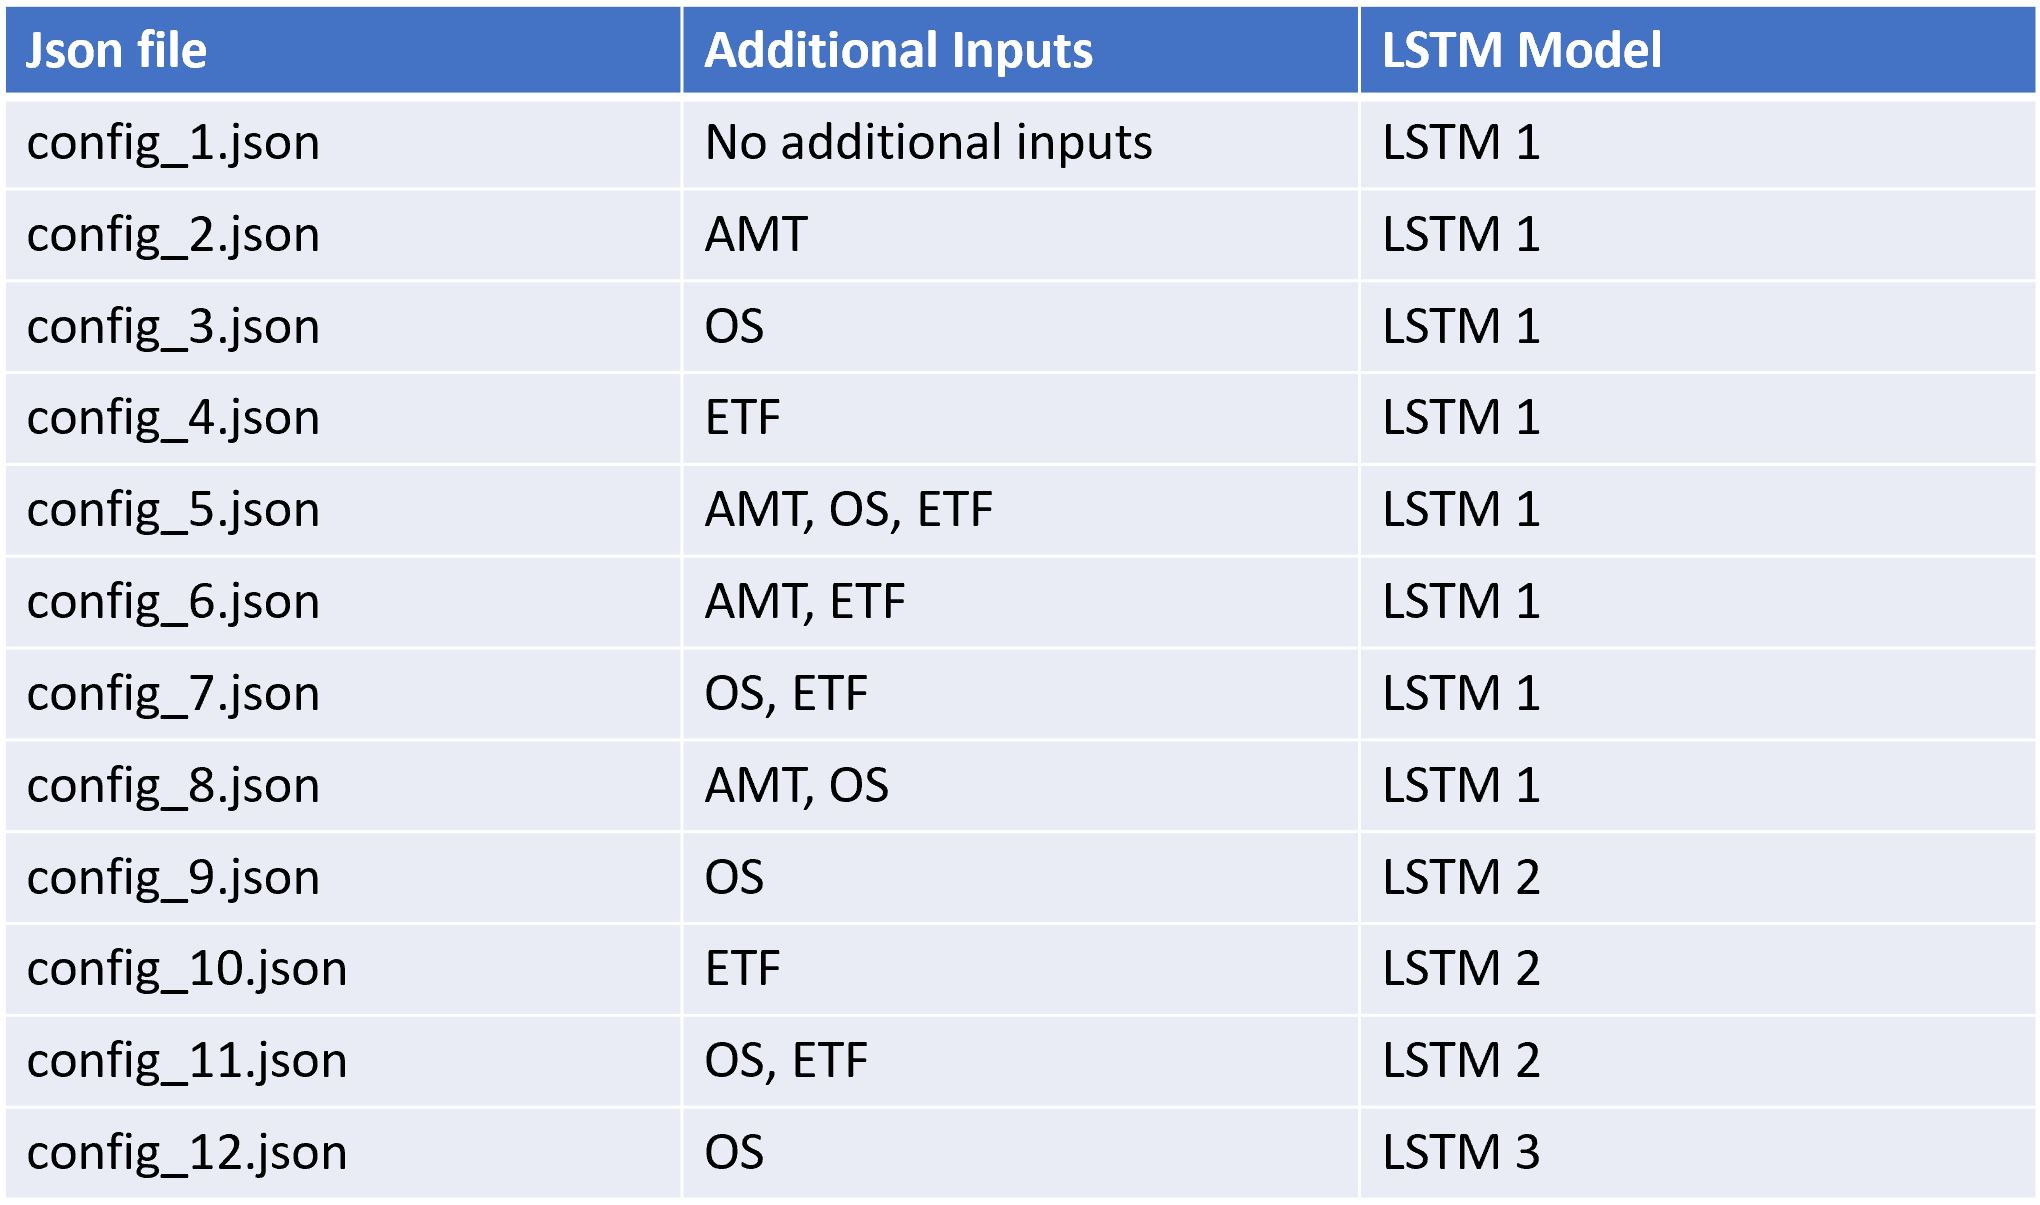 Json file Additional Inputs LSTM Model
config_1.json No additional inputs LSTM 1
config_2.json AMT LSTM 1
config_3.json OS LSTM 1
config_4.json ETF LSTM 1
config_5.json AMT, OS, ETF LSTM 1
config_6.json AMT, ETF LSTM 1
config_7.json OS, ETF LSTM 1
config_8.json AMT, OS LSTM 1
config_9.json OS LSTM 2
config_10.json ETF LSTM 2
config_11.json OS, ETF LSTM 2
config_12.json OS LSTM 3